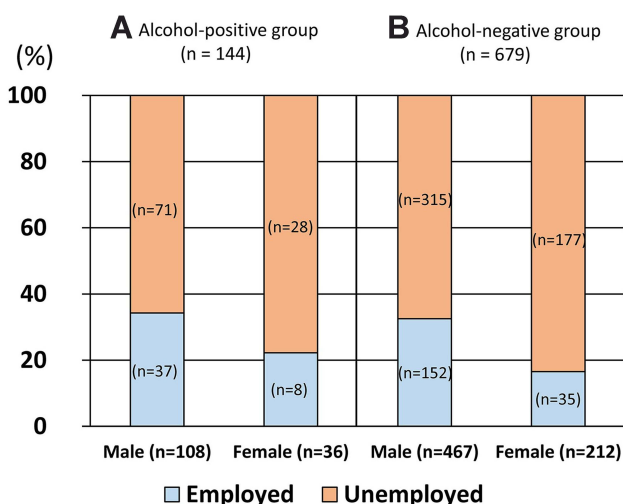 A Alcohol-positive group
(n = 144)
B Alcohol-negative group
(n = 679)
(%)
100
80
60
40
20
0
(n=71)
(n=28)
(n=315)
(n=177)
(n=37)
(n=8)
(n=152)
(n=35)
Male (n=108) Female (n=36) Male (n=467) Female (n=212)
Employed Unemployed